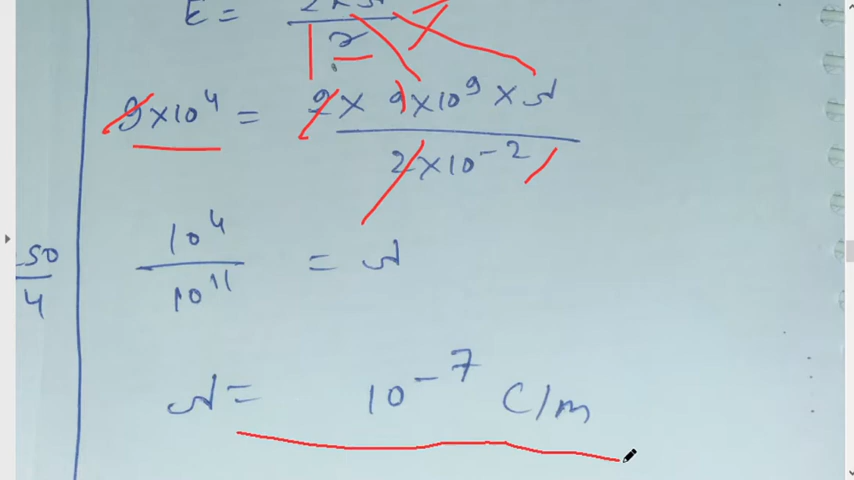 E =
r
9×10⁴ = 2 × 9×10⁹ × λ
2×10⁻²
50
4
10⁴
10¹¹
= λ
λ = 10⁻⁷ C/m